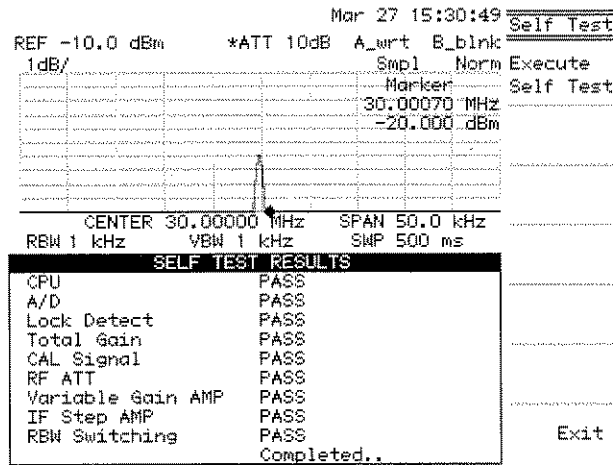 Mar 27 15:30:49
Self Test
REF -10.0 dBm *ATT 10dB A_wrt B_blnk
1dB/ Smpl Norm
Execute
Self Test
Marker
30.00070 MHz
-20.000 dBm
CENTER 30.00000 MHz SPAN 50.0 kHz
RBW 1 kHz VBW 1 kHz SWP 500 ms
SELF TEST RESULTS
CPU PASS
A/D PASS
Lock Detect PASS
Total Gain PASS
CAL Signal PASS
RF ATT PASS
Variable Gain AMP PASS
IF Step AMP PASS
RBW Switching PASS
Completed..
Exit